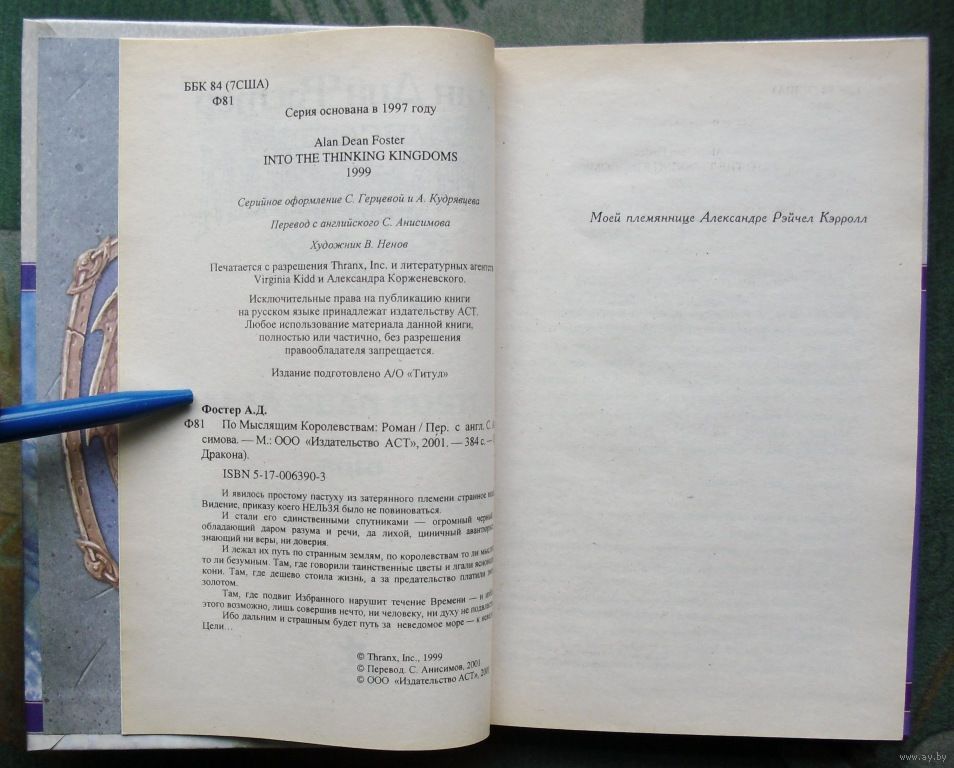 ББК 84 (7США)
Ф81
Серия основана в 1997 году
Alan Dean Foster
INTO THE THINKING KINGDOMS
1999
Серийное оформление С. Герцевой и А. Кудрявцева
Перевод с английского С. Анисимова
Художник В. Ненов
Печатается с разрешения Thranx, Inc. и литературных агентств
Virginia Kidd и Александра Корженевского.
Исключительные права на публикацию книги
на русском языке принадлежат издательству АСТ.
Любое использование материала данной книги,
полностью или частично, без разрешения
правообладателя запрещается.
Издание подготовлено А/О «Титул»
Фостер А.Д.
Ф81 По Мыслящим Королевствам: Роман / Пер. с англ. С.
симова. — М.: ООО «Издательство АСТ», 2001. — 384 с. –
Дракона).
ISBN 5-17-006390-3
И явилось простому пастуху из затерянного племени странное
Видение, приказу коего НЕЛЬЗЯ было не повиноваться.
И стали его единственными спутниками — огромный черный
обладающий даром разума и речи, да лихой, циничный
знающий ни веры, ни доверия.
И лежал их путь по странным землям, по королевствам то ли
то ли безумным. Там, где говорили таинственные цветы и лгали
кони. Там, где дешево стоила жизнь, а за предательство платили
золотом.
Там, где подвиг Избранного нарушит течение Времени — и
этого возможно, лишь совершив нечто, ни человеку, ни духу не
Ибо дальним и страшным будет путь за неведомое море — к
Цели...
© Thranx, Inc., 1999
© Перевод. С. Анисимов, 2001
© ООО «Издательство АСТ»,
Моей племяннице Александре Рэйчел Кэрролл
www.ay.by